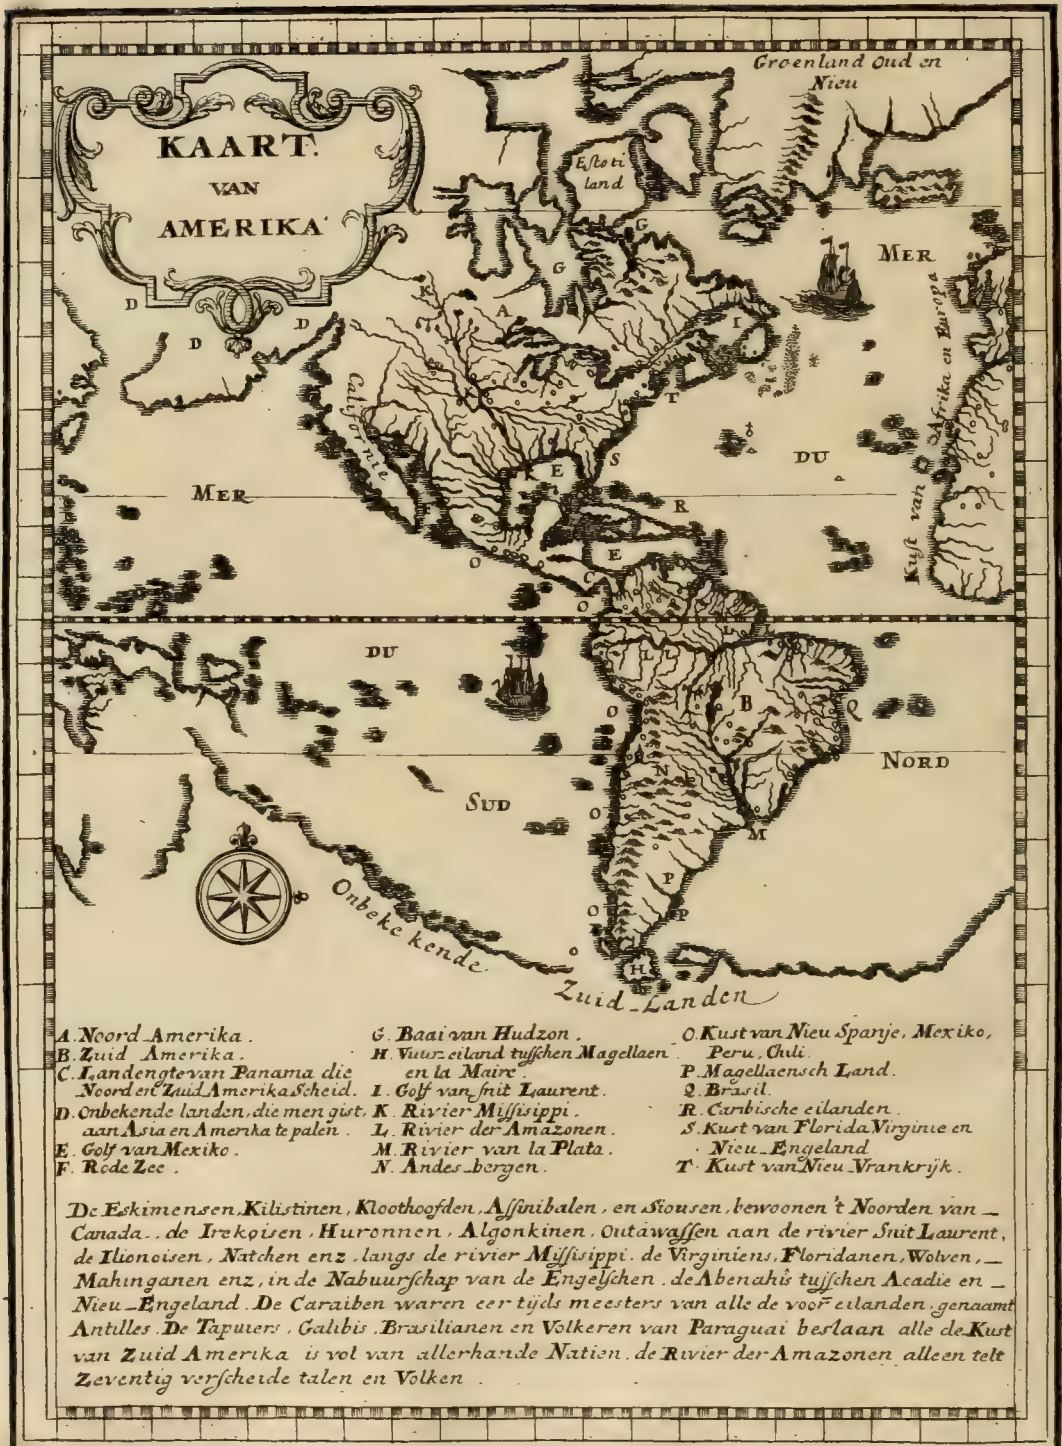 KAART.
VAN
AMERIKA
Groenland Oud en
Nieu
Estoti
land
G
MER
D
D
D
K
A
G
I
Californie
T
Kust van Afrika en Europa
MER
E
S
DU
R
E
O
C
O
DU
L
O
B
Q
N
NORD
SUD
O
M
P
O
P
H
Onbeke kende
Zuid-Landen
A. Noord Amerika.
B. Zuid Amerika.
C. Landengte van Panama die
Noord en Zuid Amerika Scheid.
D. Onbekende landen, die men gist,
aan Asia en Amerika te palen.
E. Golf van Mexiko.
F. Rode Zee.
G. Baai van Hudzon.
H. Vuur-eiland tusschen Magellaen
en la Maire.
I. Golf van snit Laurent.
K. Rivier Missisippi.
L. Rivier der Amazonen.
M. Rivier van la Plata.
N. Andes-bergen.
O. Kust van Nieu Spanje, Mexiko,
Peru, Chili.
P. Magellaensch Land.
Q. Brasil.
R. Caribische eilanden.
S. Kust van Florida Virginie en
Nieu-Engeland
T. Kust van Nieu-Vrankrijk.
De Eskimensen, Kilistinen, Kloothoofden, Assinibalen, en Siousen, bewoonen 't Noorden van
Canada. de Irekoisen, Huronnen, Algonkinen, Outawassen aan de rivier Snit Laurent,
de Ilionoisen, Natchen enz. langs de rivier Missisippi. de Virginiens, Floridanen, Wolven,
Mahinganen enz, in de Nabuurschap van de Engelschen. de Abenahis tusschen Acadie en
Nieu-Engeland. De Caraiben waren eertijds meesters van alle de voor eilanden genaamt
Antilles. De Tapuiers, Galibis, Brasilianen en Volkeren van Paraguai beslaan alle de Kust
van Zuid Amerika is vol van allerhande Natien. de Rivier der Amazonen alleen telt
Zeventig verscheide talen en Volken.